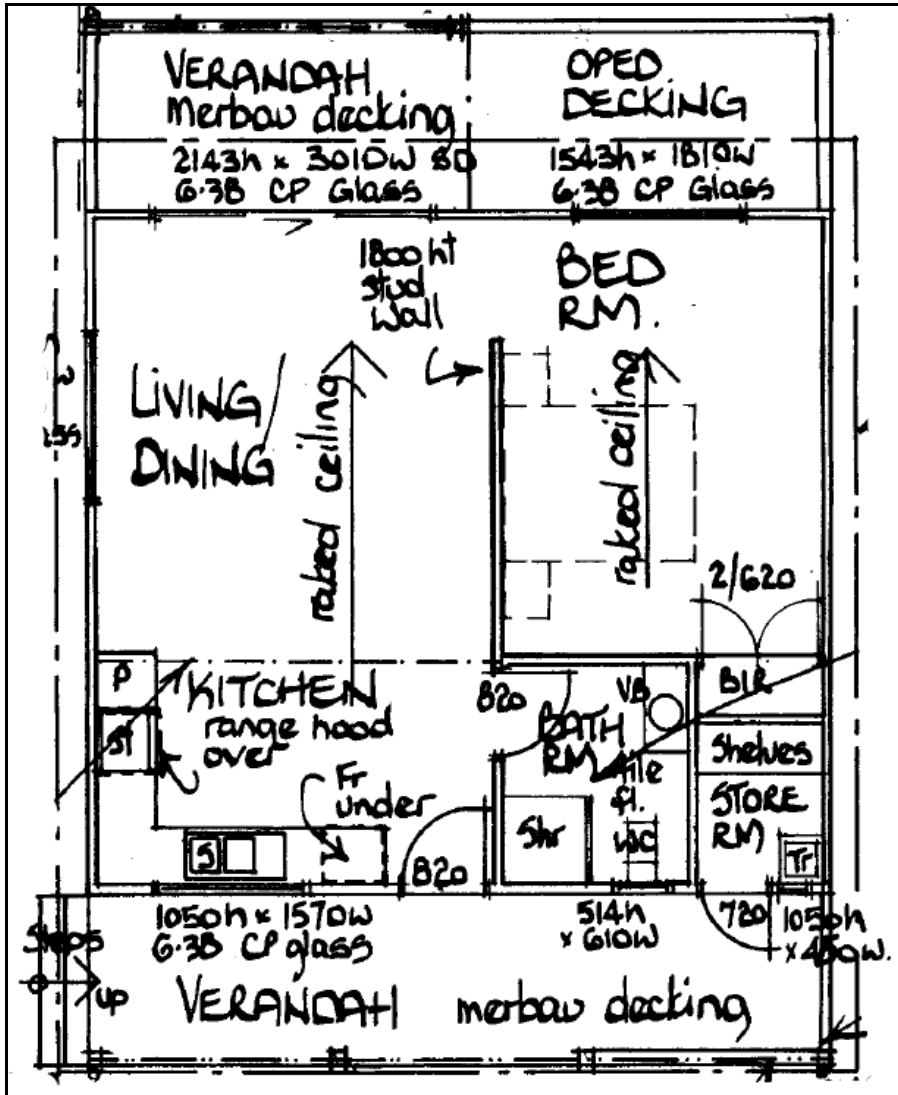 VERANDAH
merbau decking
OPED
DECKING
2143h x 3010w SD
6.38 CP Glass
1543h x 1810w
6.38 CP Glass
1800 ht
stud
wall
BED
RM.
LIVING/
DINING
raked ceiling
raked ceiling
2/620
P
KITCHEN
range hood
over
ST
820
VB
BATH
RM
tile
fl.
WC
BIR
Shelves
STORE
RM
Tr
Fr
under
S
820
Shr
720
1050h x 1570w
6.38 CP glass
514h
x 610w
1050h
x 450w.
Steps
up
VERANDAH merbau decking